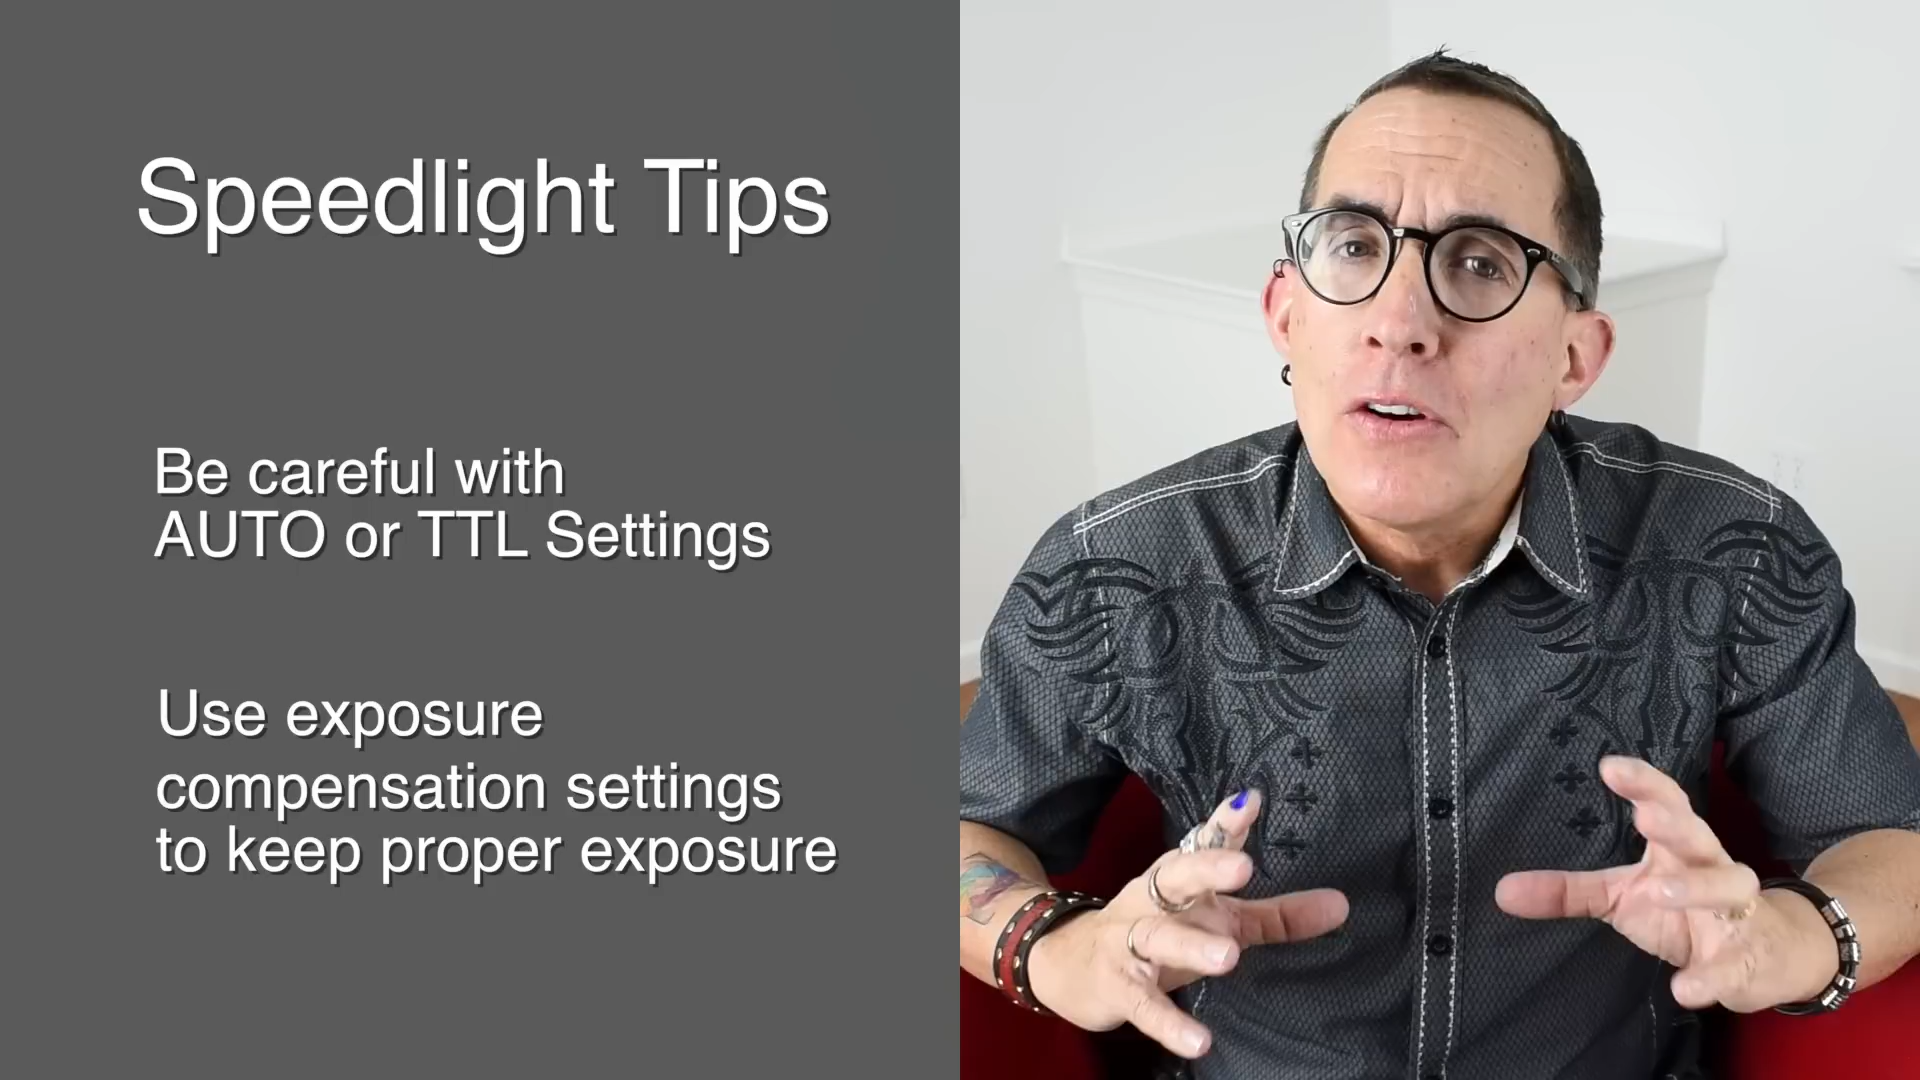 Speedlight Tips
Be careful with
AUTO or TTL Settings
Use exposure
compensation settings
to keep proper exposure